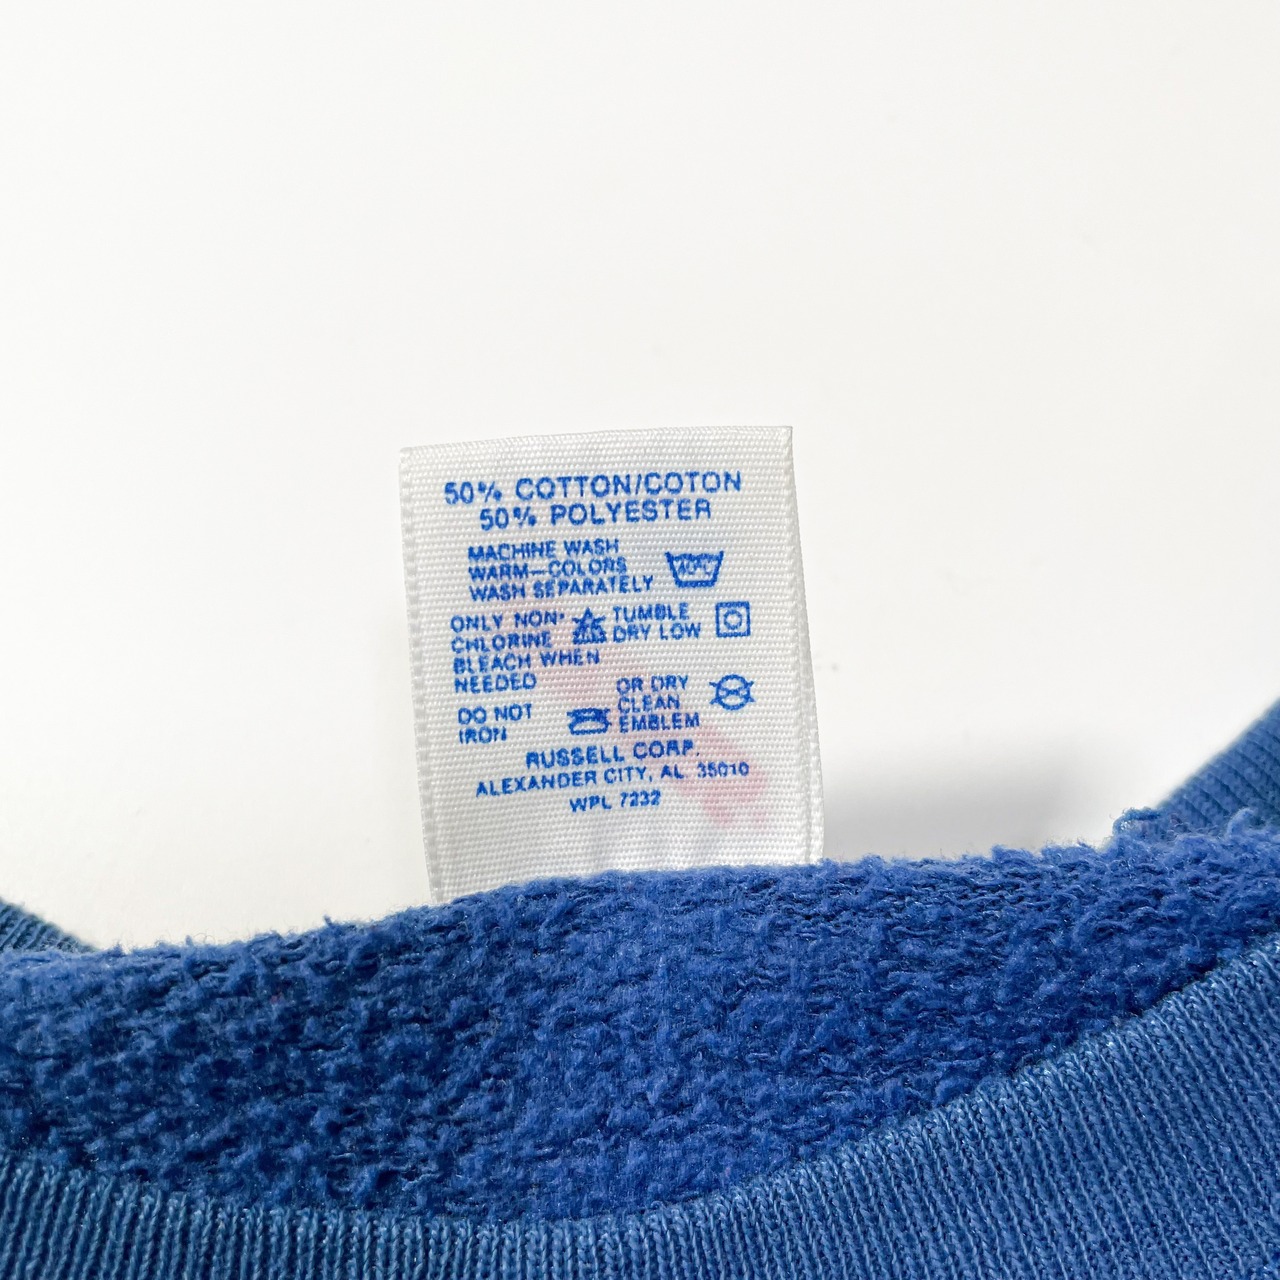 50% COTTON/COTON
50% POLYESTER
MACHINE WASH
WARM—COLORS
WASH SEPARATELY
40°C
ONLY NON-
CHLORINE
BLEACH WHEN
NEEDED
TUMBLE
DRY LOW
DO NOT
IRON
OR DRY
CLEAN
EMBLEM
RUSSELL CORP.
ALEXANDER CITY, AL 35010
WPL 7232